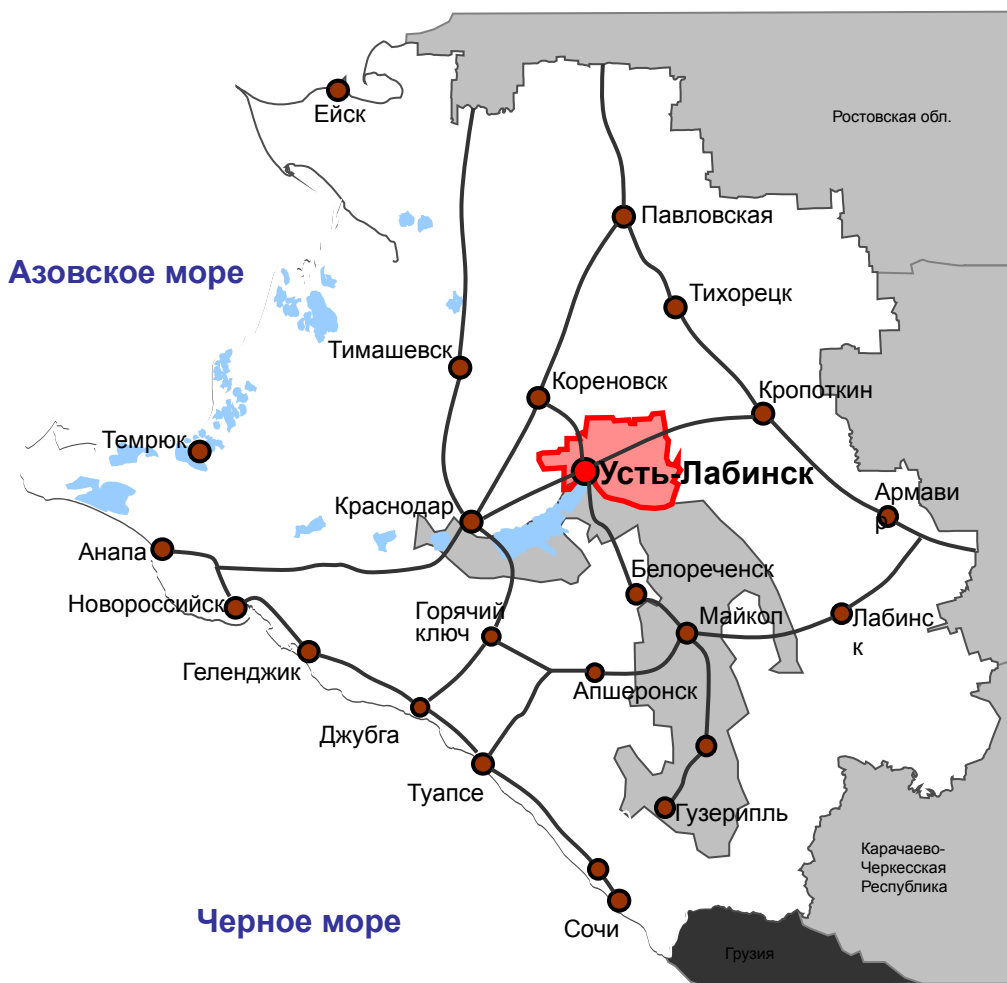 Ейск
Ростовская обл.
Павловская
Азовское море
Тихорецк
Тимашевск
Кореновск
Кропоткин
Темрюк
Усть-Лабинск
Краснодар
Армави
р
Анапа
Белореченск
Новороссийск
Горячий
ключ
Майкоп
Лабинс
к
Геленджик
Апшеронск
Джубга
Туапсе
Гузерипль
Карачаево-
Черкесская
Республика
Черное море
Сочи
Грузия